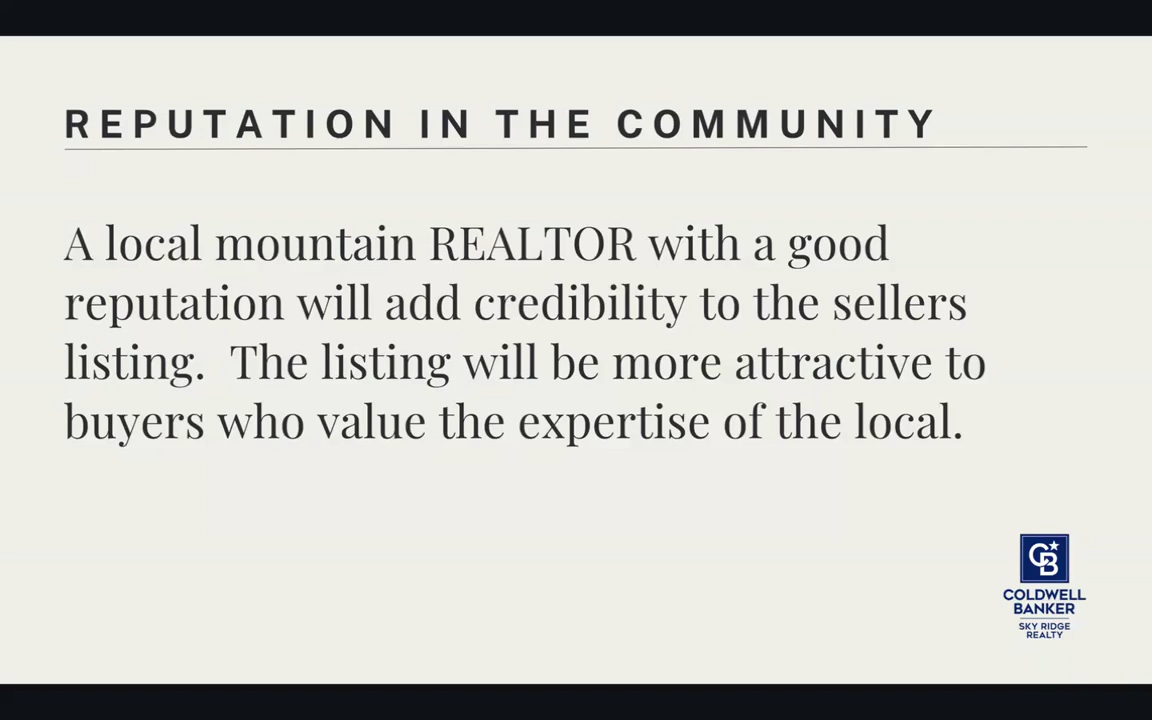 REPUTATION IN THE COMMUNITY
A local mountain REALTOR with a good
reputation will add credibility to the sellers
listing.  The listing will be more attractive to
buyers who value the expertise of the local.
CB
COLDWELL
BANKER
SKY RIDGE
REALTY